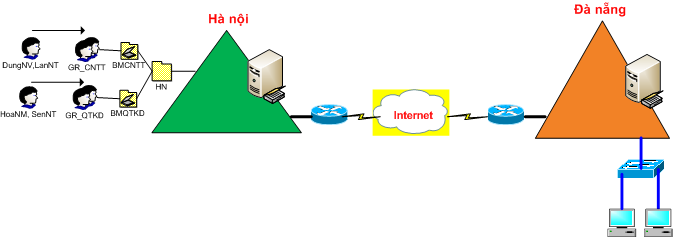 Hà nội
Đà nẵng
DungNV,LanNT
GR_CNTT
BMCNTT
HN
HoaNM, SenNT
GR_QTKD
BMQTKD
Internet